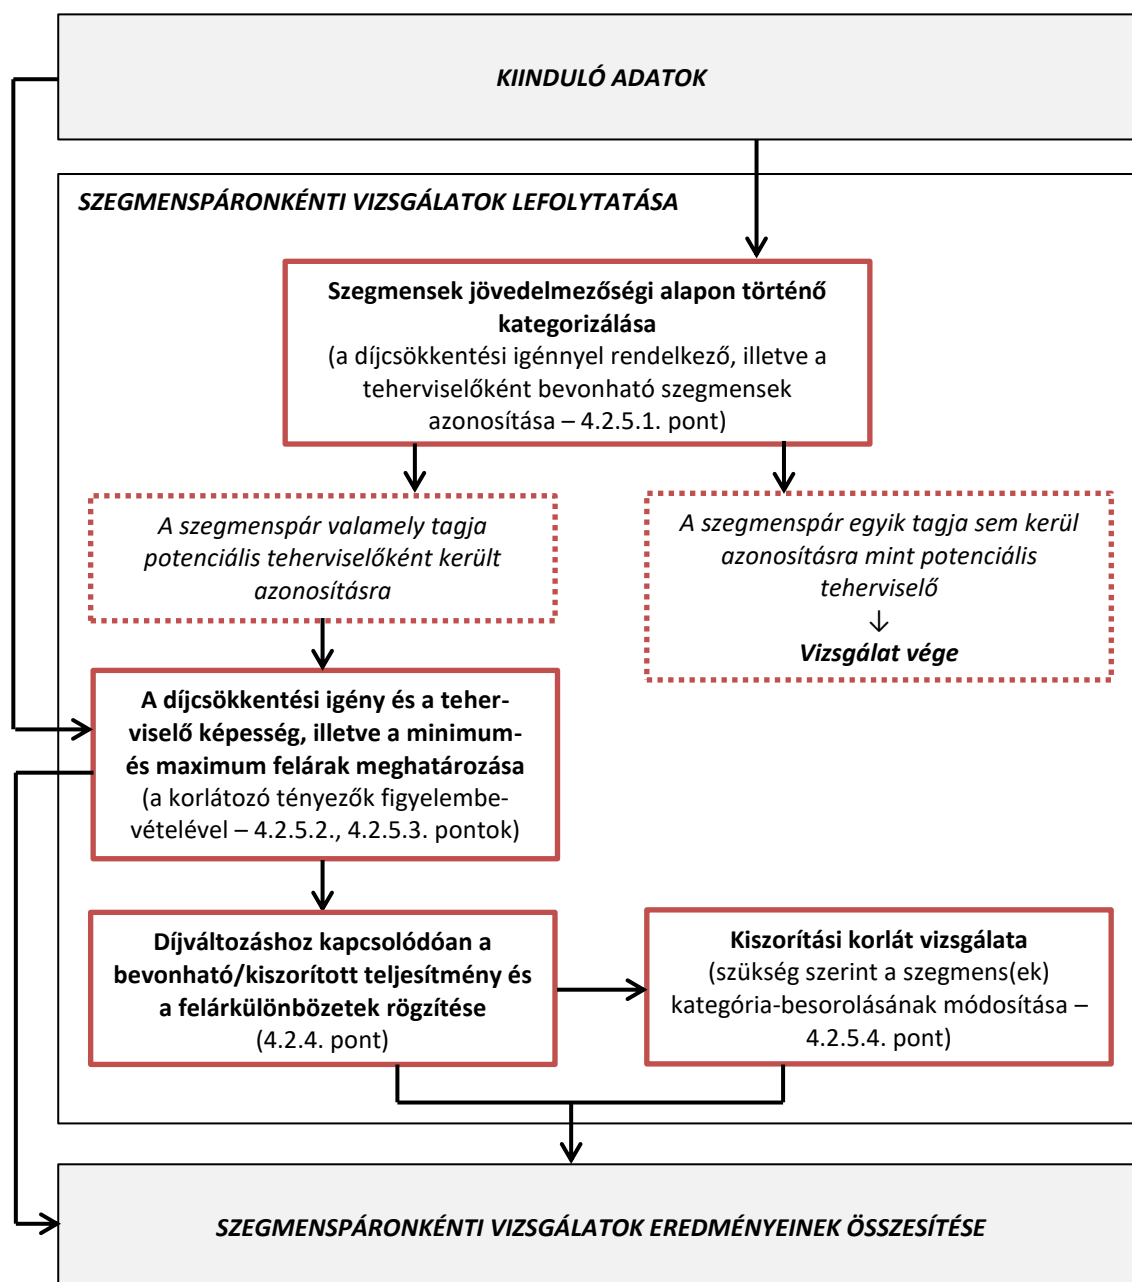 KIINDULÓ ADATOK
SZEGMENSPÁRONKÉNTI VIZSGÁLATOK LEFOLYTATÁSA
Szegmensek jövedelmezőségi alapon történő
kategorizálása
(a díjcsökkentési igénnyel rendelkező, illetve a
teherviselőként bevonható szegmensek
azonosítása – 4.2.5.1. pont)
A szegmenspár valamely tagja
potenciális teherviselőként került
azonosításra
A szegmenspár egyik tagja sem kerül
azonosításra mint potenciális
teherviselő
↓
Vizsgálat vége
A díjcsökkentési igény és a teher-
viselő képesség, illetve a minimum-
és maximum felárak meghatározása
(a korlátozó tényezők figyelembe-
vételével – 4.2.5.2., 4.2.5.3. pontok)
Díjváltozáshoz kapcsolódóan a
bevonható/kiszorított teljesítmény és
a felárkülönbözetek rögzítése
(4.2.4. pont)
Kiszorítási korlát vizsgálata
(szükség szerint a szegmens(ek)
kategória-besorolásának módosítása –
4.2.5.4. pont)
SZEGMENSPÁRONKÉNTI VIZSGÁLATOK EREDMÉNYEINEK ÖSSZESÍTÉSE